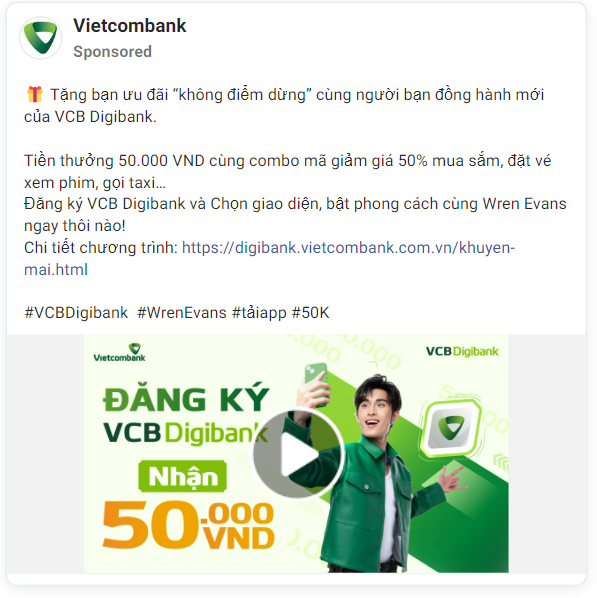 Vietcombank
Sponsored
🎁 Tặng bạn ưu đãi “không điểm dừng” cùng người bạn đồng hành mới
của VCB Digibank.
Tiền thưởng 50.000 VND cùng combo mã giảm giá 50% mua sắm, đặt vé
xem phim, gọi taxi...
Đăng ký VCB Digibank và Chọn giao diện, bật phong cách cùng Wren Evans
ngay thôi nào!
Chi tiết chương trình: https://digibank.vietcombank.com.vn/khuyen-
mai.html
#VCBDigibank #WrenEvans #tảiapp #50K
Vietcombank
VCB Digibank
ĐĂNG KÝ
VCB Digibank
Nhận
50.000
VND